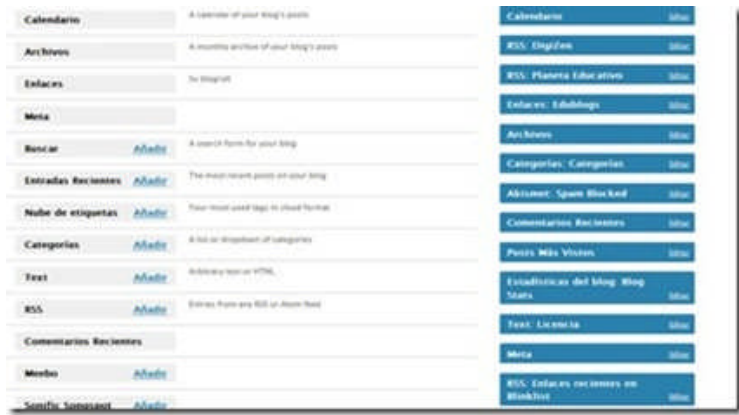 Calendario
A calendar of your blog's posts
Archivos
A monthly archive of your blog's posts
Enlaces
Su blogroll
Meta
Buscar Añadir
A search form for your blog
Entradas Recientes Añadir
The most recent posts on your blog
Nube de etiquetas Añadir
Your most used tags in cloud format
Categorías Añadir
A list or dropdown of categories
Text Añadir
Arbitrary text or HTML
RSS Añadir
Entries from any RSS or Atom feed
Comentarios Recientes
Meebo Añadir
Sonific Songspot Añadir
Calendario Editar
RSS: DigiZen Editar
RSS: Planeta Educativo Editar
Enlaces: Edublogs Editar
Archivos Editar
Categorías: Categorías Editar
Akismet: Spam Blocked Editar
Comentarios Recientes Editar
Posts Más Vistos Editar
Estadísticas del blog: Blog
Stats Editar
Text: Licencia Editar
Meta Editar
RSS: Enlaces recientes en
Blinklist Editar